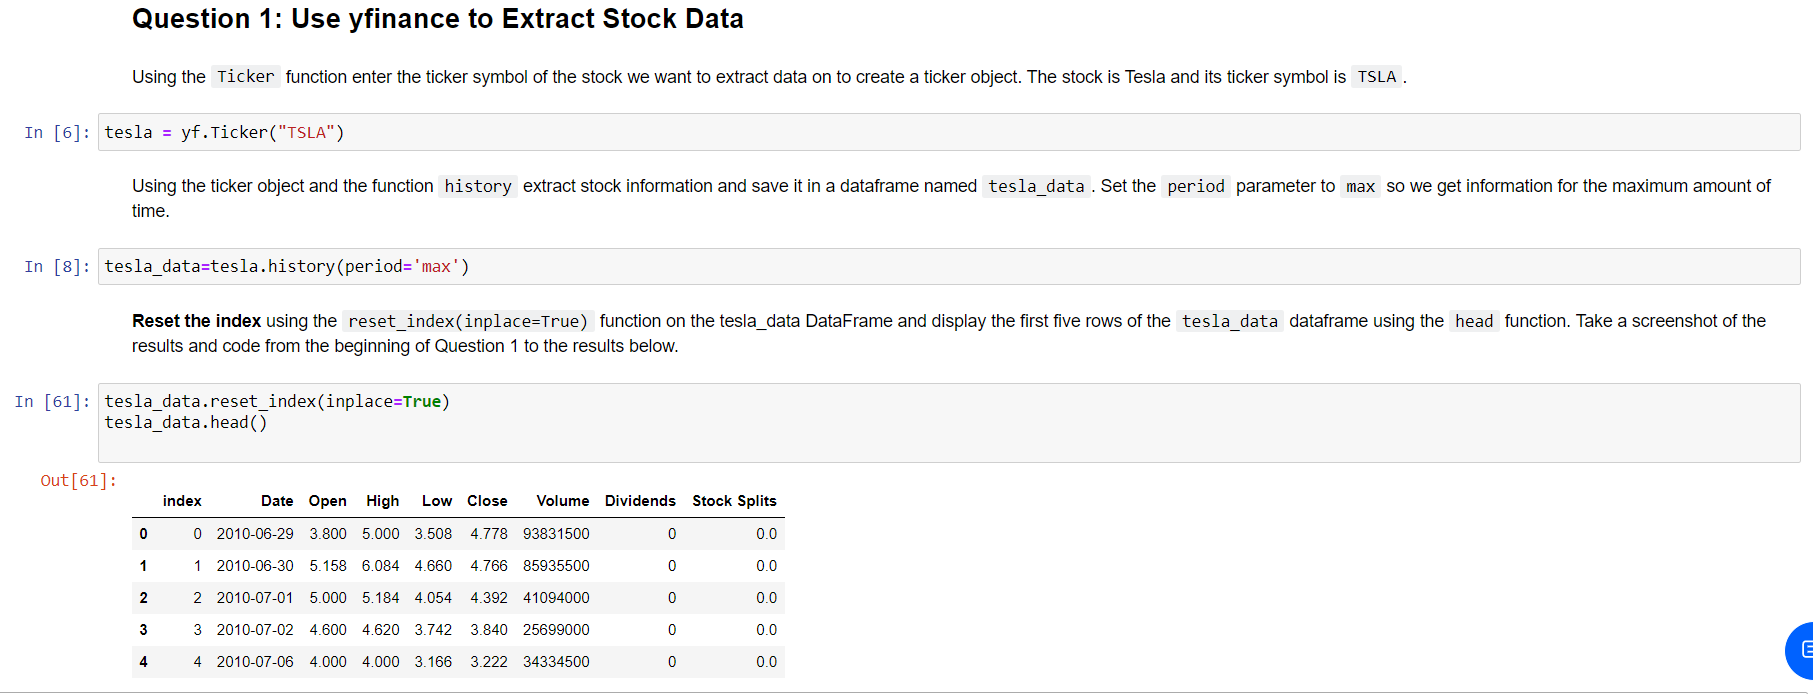 Question 1: Use yfinance to Extract Stock Data
Using the Ticker function enter the ticker symbol of the stock we want to extract data on to create a ticker object. The stock is Tesla and its ticker symbol is TSLA .
In [6]: tesla = yf.Ticker("TSLA")
Using the ticker object and the function history extract stock information and save it in a dataframe named tesla_data . Set the period parameter to max so we get information for the maximum amount of
time.
In [8]: tesla_data=tesla.history(period='max')
Reset the index using the reset_index(inplace=True) function on the tesla_data DataFrame and display the first five rows of the tesla_data dataframe using the head function. Take a screenshot of the
results and code from the beginning of Question 1 to the results below.
In [61]: tesla_data.reset_index(inplace=True)
tesla_data.head()
Out[61]:
index Date Open High Low Close Volume Dividends Stock Splits
0 0 2010-06-29 3.800 5.000 3.508 4.778 93831500 0 0.0
1 1 2010-06-30 5.158 6.084 4.660 4.766 85935500 0 0.0
2 2 2010-07-01 5.000 5.184 4.054 4.392 41094000 0 0.0
3 3 2010-07-02 4.600 4.620 3.742 3.840 25699000 0 0.0
4 4 2010-07-06 4.000 4.000 3.166 3.222 34334500 0 0.0